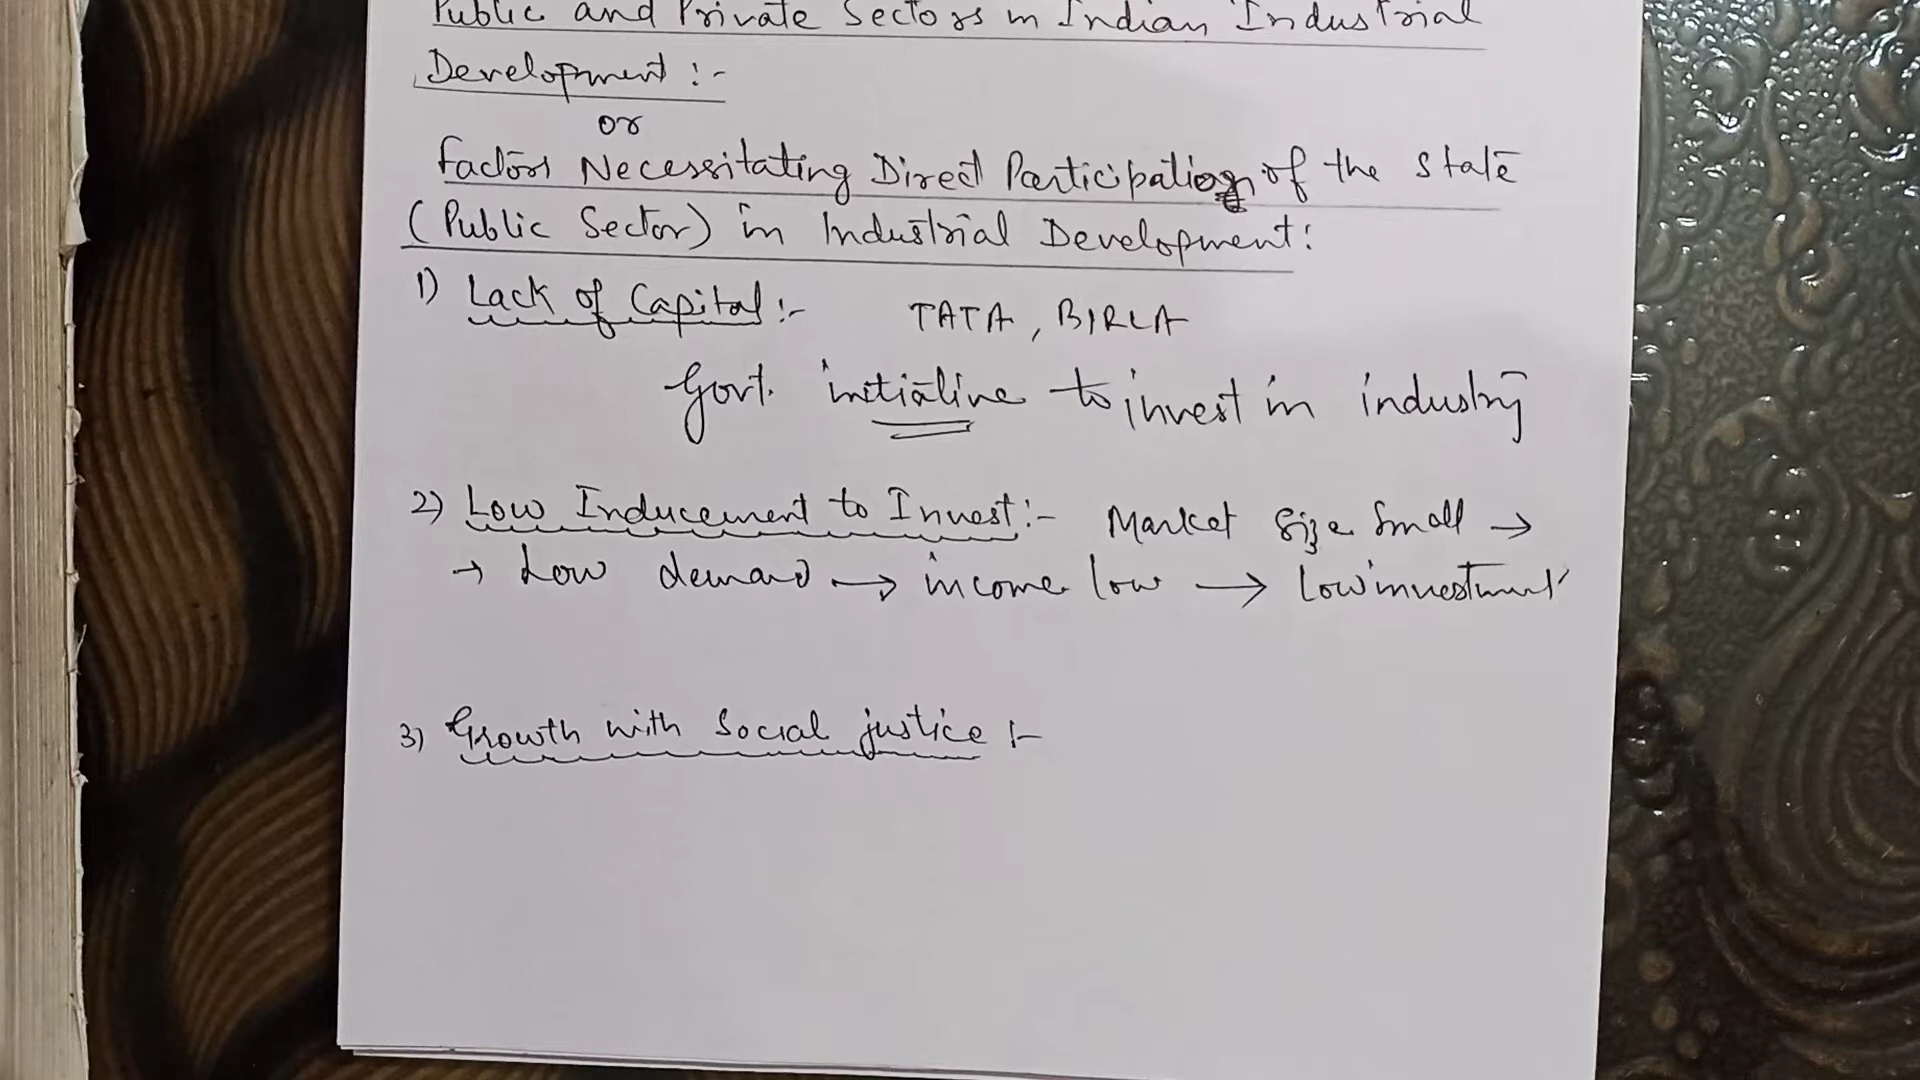 Public and Private Sectors in Indian Industrial
Development :-
or
Factors Necessitating Direct Participation of the State
(Public Sector) in Industrial Development:
1) Lack of Capital :- TATA, BIRLA
Govt. initiative to invest in industry
2) Low Inducement to Invest :- Market Size Small →
→ Low demand → income low → Low investment
3) Growth with Social justice :-